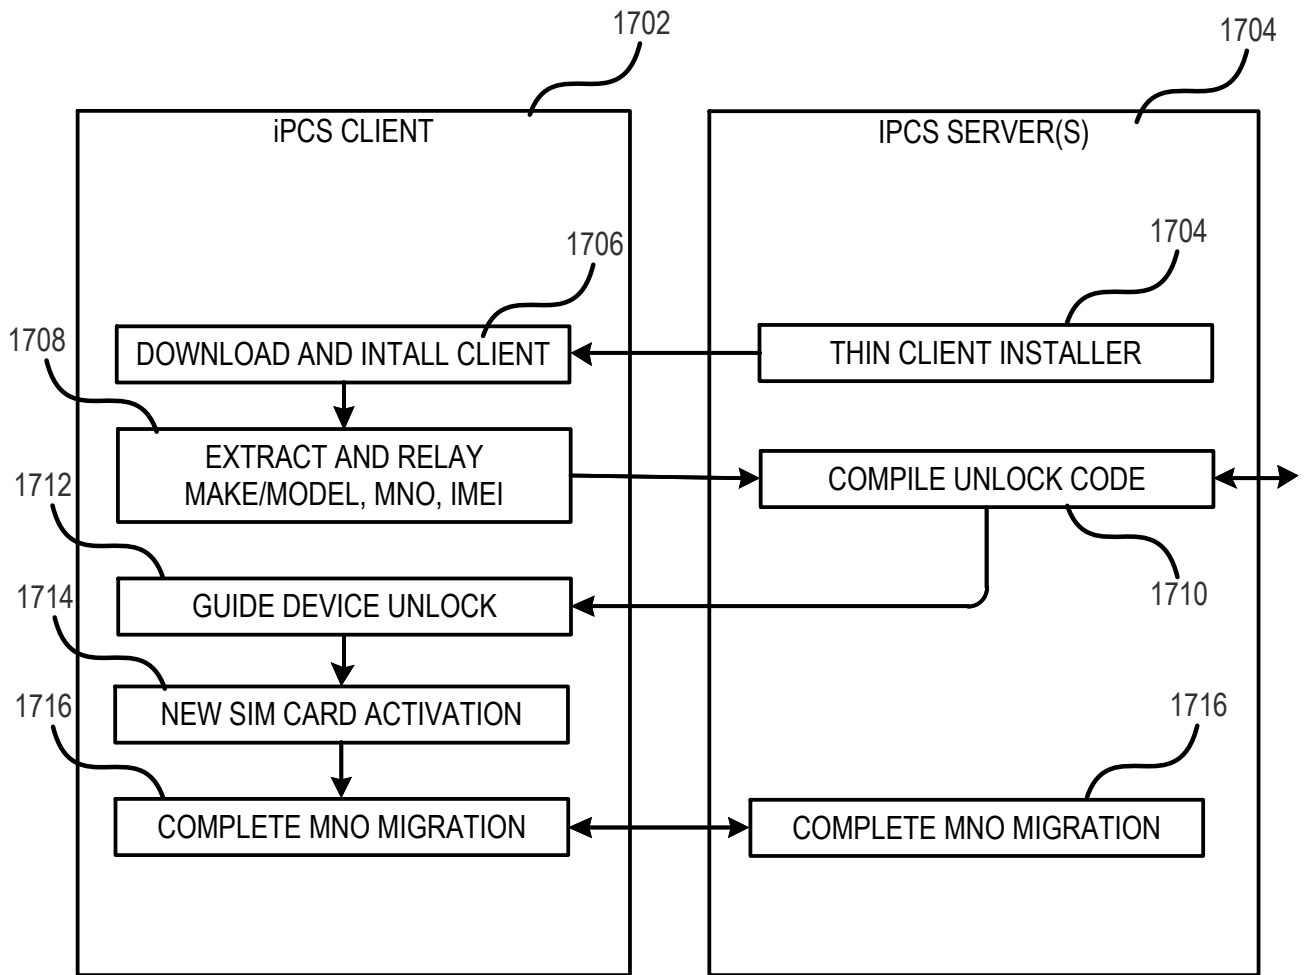 1702
1704
iPCS CLIENT
IPCS SERVER(S)
1706
1704
1708
DOWNLOAD AND INTALL CLIENT
THIN CLIENT INSTALLER
EXTRACT AND RELAY
MAKE/MODEL, MNO, IMEI
COMPILE UNLOCK CODE
1712
1710
1714
GUIDE DEVICE UNLOCK
1716
NEW SIM CARD ACTIVATION
1716
COMPLETE MNO MIGRATION
COMPLETE MNO MIGRATION